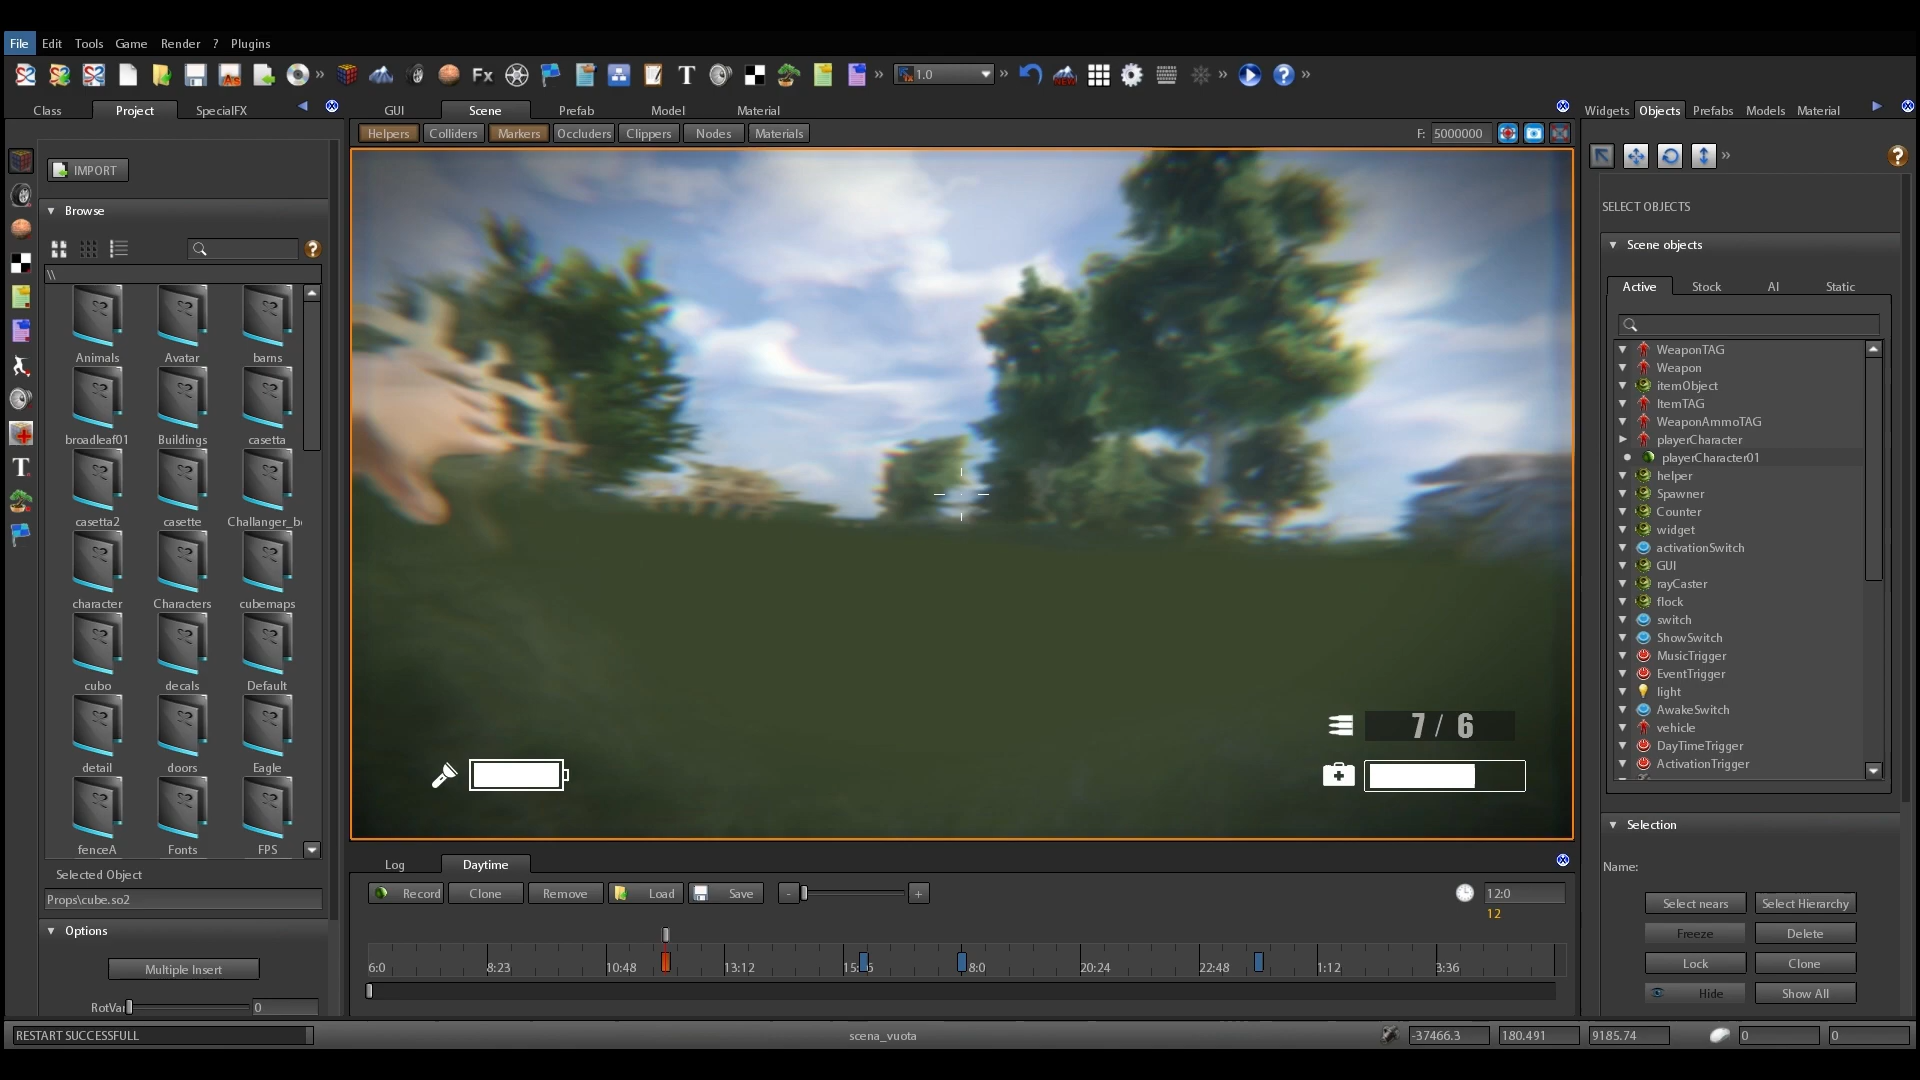 File Edit Tools Game Render ? Plugins
Fx T 1.0
Class Project SpecialFX
GUI Scene Prefab Model Material
Widgets Objects Prefabs Models Material
Helpers Colliders Markers Occluders Clippers Nodes Materials F: 5000000
IMPORT
Browse
\\
Animals Avatar barns
broadleaf01 Buildings casetta
casetta2 casette Challanger_b
character Characters cubemaps
cubo decals Default
detail doors Eagle
fenceA Fonts FPS
Selected Object
Props\cube.so2
Options
Multiple Insert
RotVar 0
7 / 6
Log Daytime
Record Clone Remove Load Save - + 12:0
12
6:0 8:23 10:48 13:12 8:0 20:24 22:48 1:12 3:36
SELECT OBJECTS
Scene objects
Active Stock AI Static
WeaponTAG
Weapon
itemObject
ItemTAG
WeaponAmmoTAG
playerCharacter
playerCharacter01
helper
Spawner
Counter
widget
activationSwitch
GUI
rayCaster
flock
switch
ShowSwitch
MusicTrigger
EventTrigger
light
AwakeSwitch
vehicle
DayTimeTrigger
ActivationTrigger
Selection
Name:
Select nears Select Hierarchy
Freeze Delete
Lock Clone
Hide Show All
RESTART SUCCESSFULL scena_vuota -37466.3 180.491 9185.74 0 0